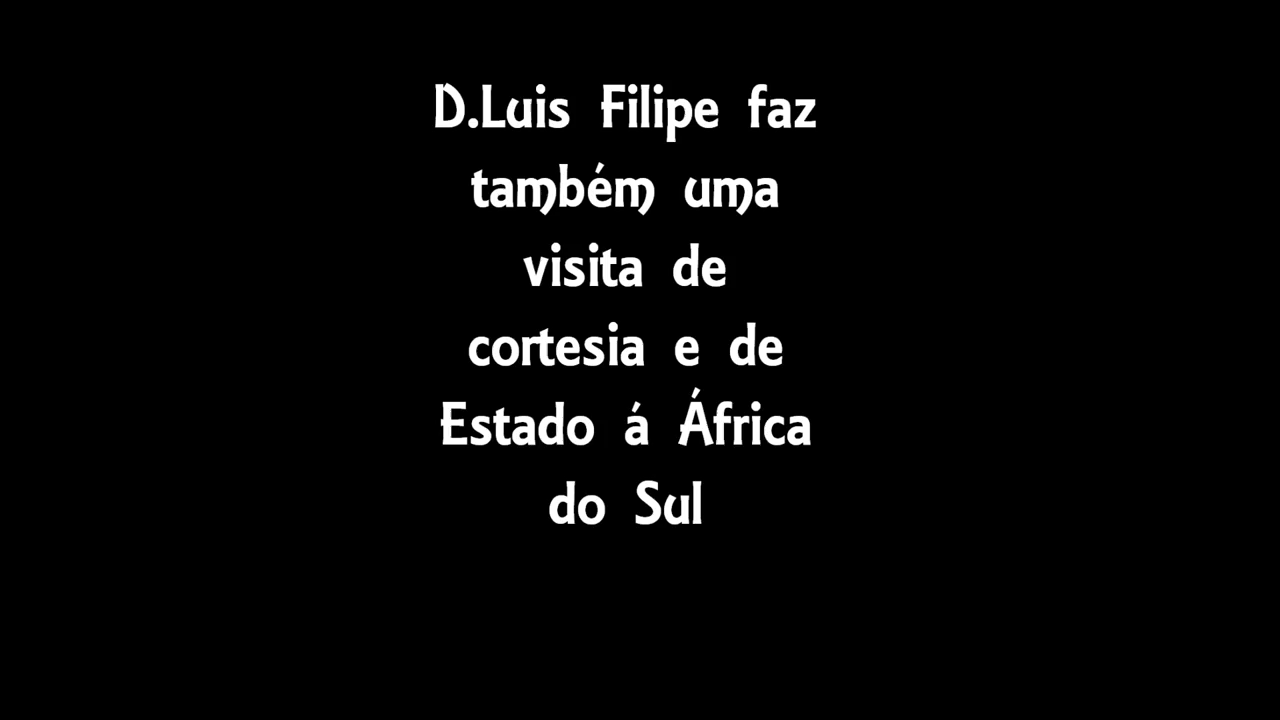 D.Luis Filipe faz
também uma
visita de
cortesia e de
Estado á África
do Sul